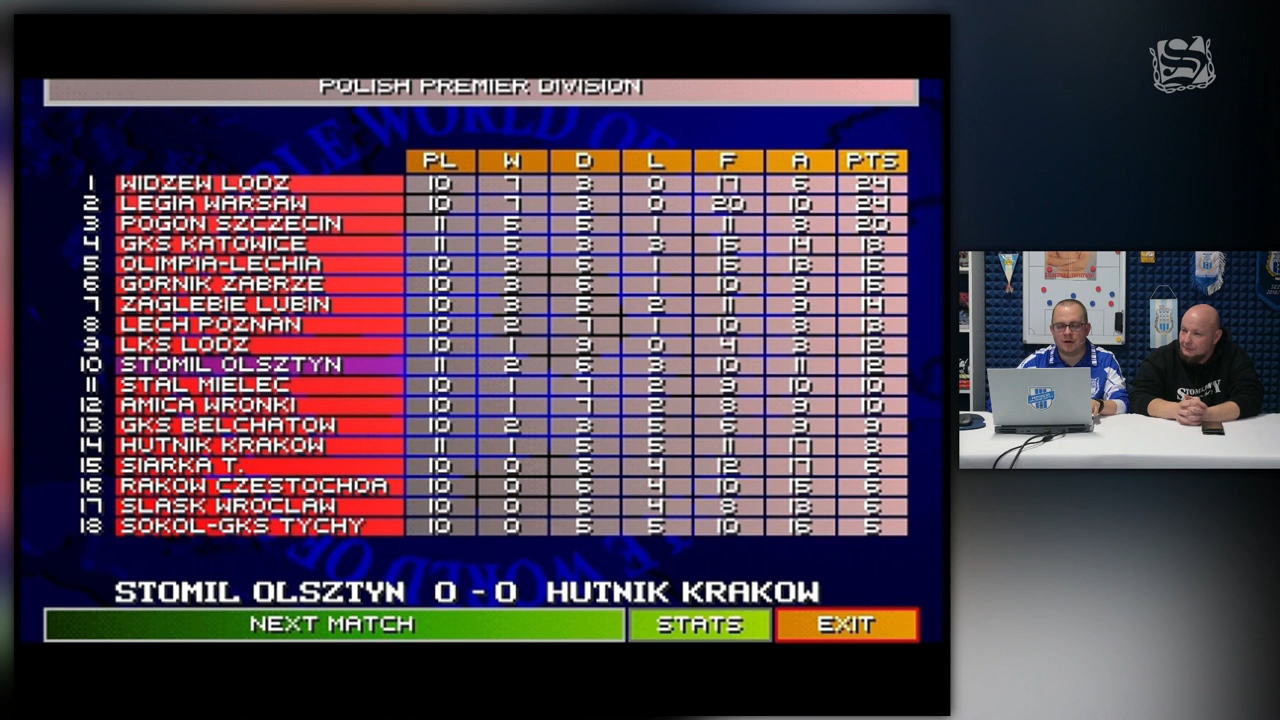 POLISH PREMIER DIVISION
PL W D L F A PTS
1 WIDZEW LODZ 10 7 3 0 17 6 24
2 LEGIA WARSAW 10 7 3 0 20 10 24
3 POGON SZCZECIN 11 5 5 1 11 8 20
4 GKS KATOWICE 11 5 3 3 15 14 18
5 OLIMPIA-LECHIA 10 3 6 1 15 13 15
6 GORNIK ZABRZE 10 3 6 1 10 9 15
7 ZAGLEBIE LUBIN 10 3 5 2 11 9 14
8 LECH POZNAN 10 2 7 1 10 8 13
9 LKS LODZ 10 1 9 0 4 3 12
10 STOMIL OLSZTYN 11 2 6 3 10 11 12
11 STAL MIELEC 10 1 7 2 9 10 10
12 AMICA WRONKI 10 1 7 2 8 9 10
13 GKS BELCHATOW 10 2 3 5 6 9 9
14 HUTNIK KRAKOW 11 1 5 5 11 17 8
15 SIARKA T. 10 0 6 4 12 17 6
16 RAKOW CZESTOCHOA 10 0 6 4 10 15 6
17 SLASK WROCLAW 10 0 6 4 8 13 6
18 SOKOL-GKS TYCHY 10 0 5 5 10 16 5
STOMIL OLSZTYN 0 - 0 HUTNIK KRAKOW
NEXT MATCH STATS EXIT